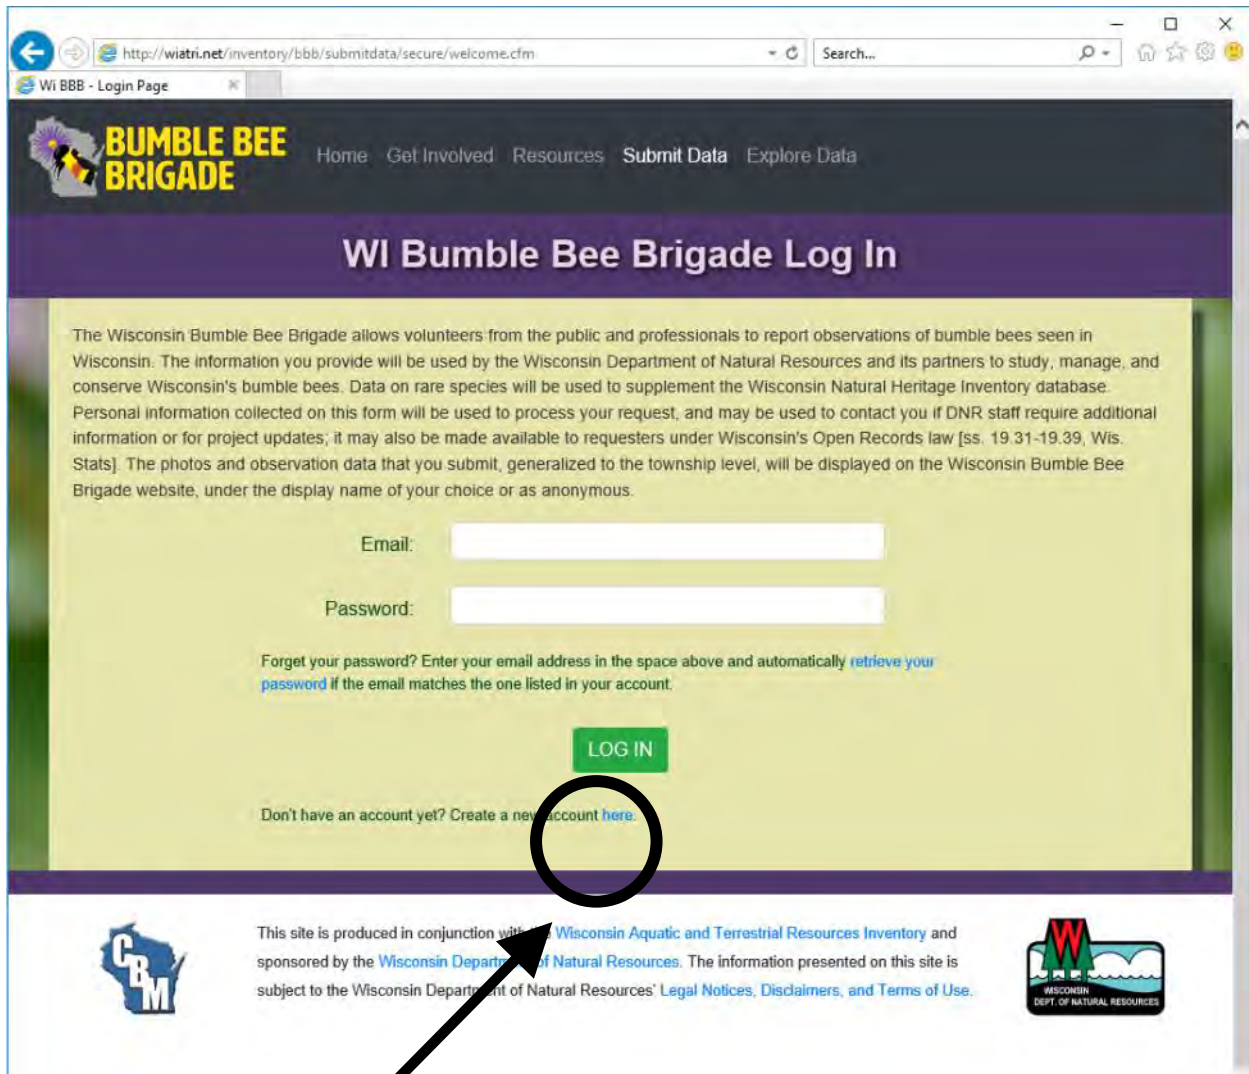 http://wiatri.net/inventory/bbb/submitdata/secure/welcome.cfm
Search...
Wi BBB - Login Page
BUMBLE BEE
BRIGADE
Home Get Involved Resources Submit Data Explore Data
WI Bumble Bee Brigade Log In
The Wisconsin Bumble Bee Brigade allows volunteers from the public and professionals to report observations of bumble bees seen in
Wisconsin. The information you provide will be used by the Wisconsin Department of Natural Resources and its partners to study, manage, and
conserve Wisconsin's bumble bees. Data on rare species will be used to supplement the Wisconsin Natural Heritage Inventory database.
Personal information collected on this form will be used to process your request, and may be used to contact you if DNR staff require additional
information or for project updates; it may also be made available to requesters under Wisconsin's Open Records law [ss. 19.31-19.39, Wis.
Stats]. The photos and observation data that you submit, generalized to the township level, will be displayed on the Wisconsin Bumble Bee
Brigade website, under the display name of your choice or as anonymous.
Email:
Password:
Forget your password? Enter your email address in the space above and automatically retrieve your
password if the email matches the one listed in your account.
LOG IN
Don't have an account yet? Create a new account here.
This site is produced in conjunction with the Wisconsin Aquatic and Terrestrial Resources Inventory and
sponsored by the Wisconsin Department of Natural Resources. The information presented on this site is
subject to the Wisconsin Department of Natural Resources' Legal Notices, Disclaimers, and Terms of Use.
CBM
W
WISCONSIN
DEPT. OF NATURAL RESOURCES